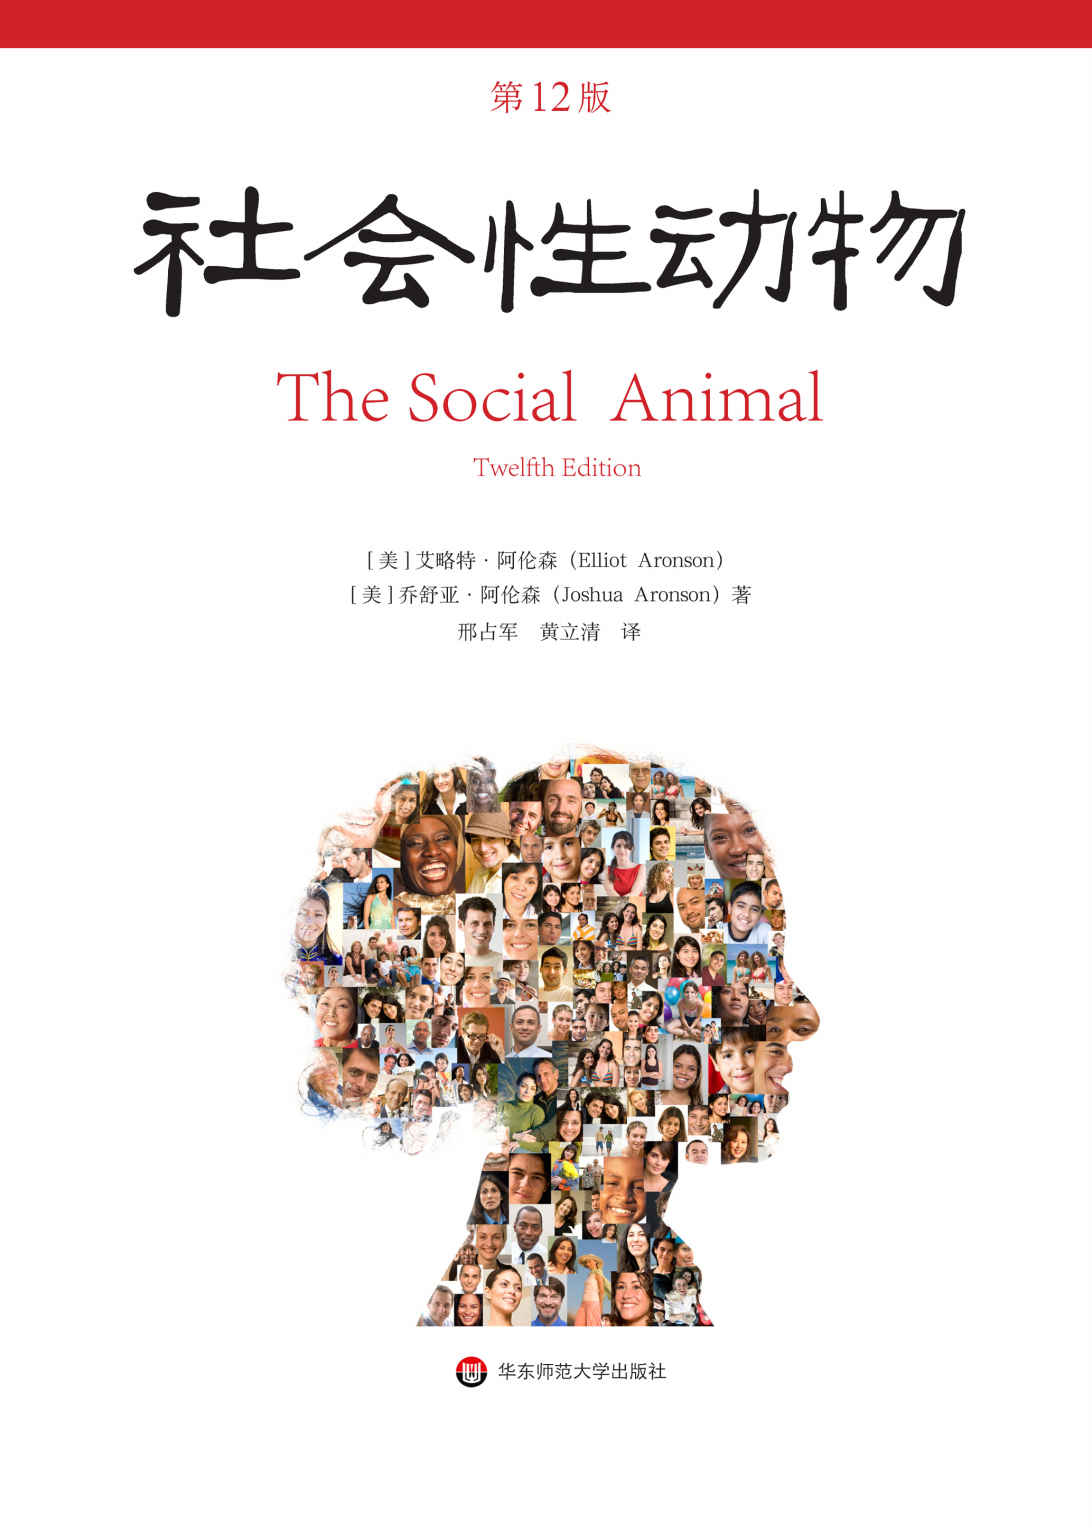 第12版
社会性动物
The Social Animal
Twelfth Edition
[美]艾略特·阿伦森（Elliot Aronson）
[美]乔舒亚·阿伦森（Joshua Aronson）著
邢占军 黄立清 译
华东师范大学出版社